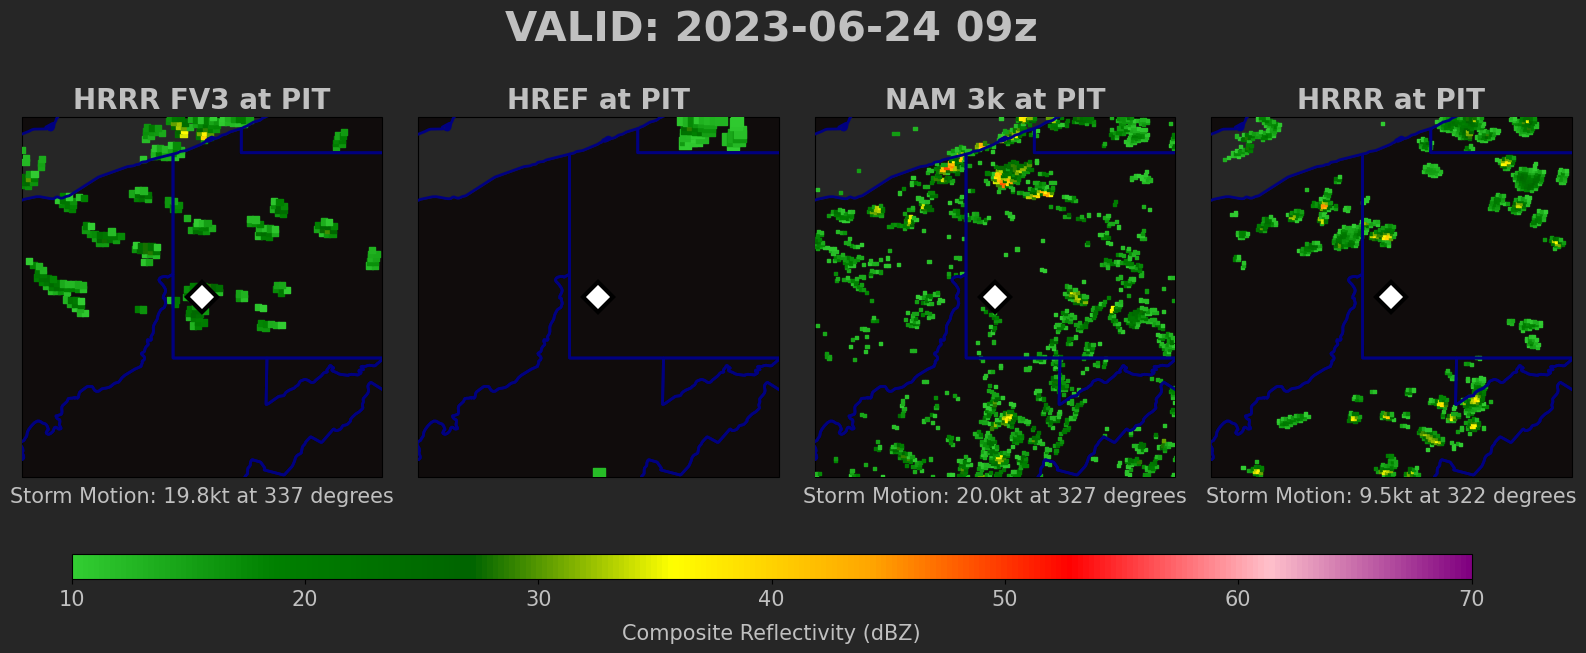 VALID: 2023-06-24 09z
HRRR FV3 at PIT
HREF at PIT
NAM 3k at PIT
HRRR at PIT
Storm Motion: 19.8kt at 337 degrees
Storm Motion: 20.0kt at 327 degrees
Storm Motion: 9.5kt at 322 degrees
10 20 30 40 50 60 70
Composite Reflectivity (dBZ)